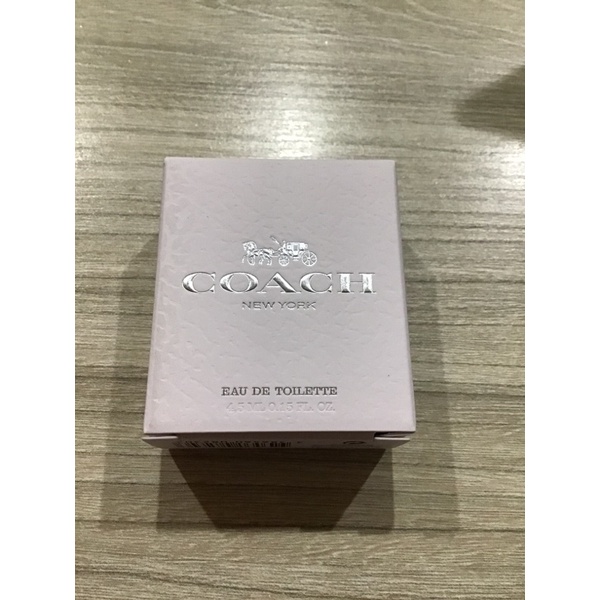 COACH
NEW YORK
EAU DE TOILETTE
4.5 ML 0.15 FL. OZ